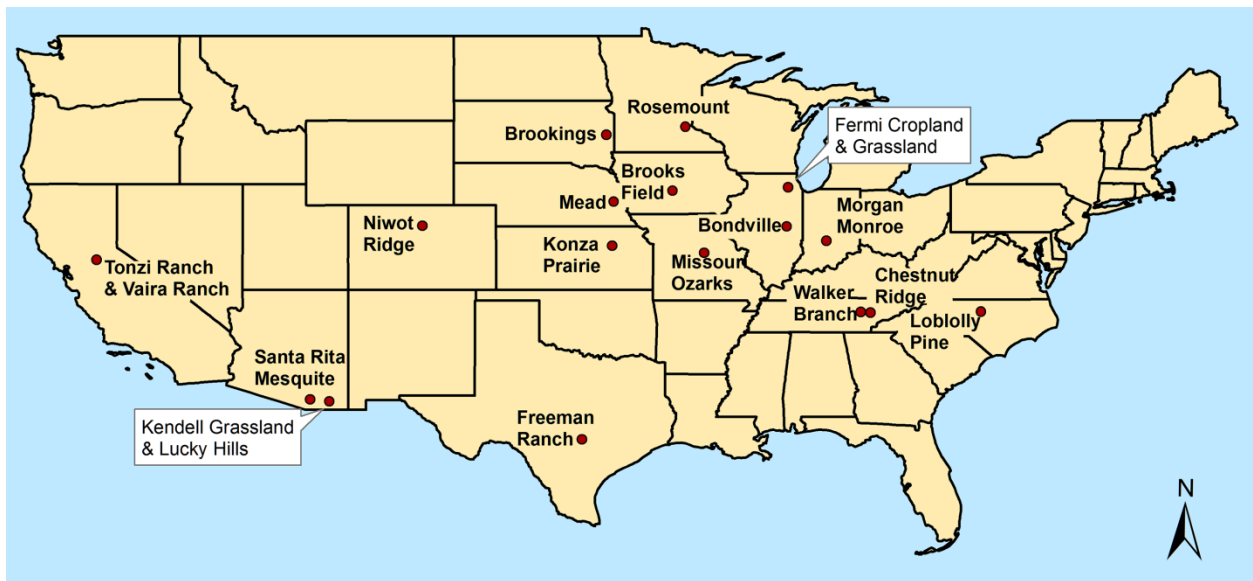 Rosemount
Brookings
Fermi Cropland
& Grassland
Brooks
Field
Mead
Niwot
Ridge
Konza
Prairie
Bondville
Morgan
Monroe
Missouri
Ozarks
Tonzi Ranch
& Vaira Ranch
Chestnut
Ridge
Walker
Branch
Loblolly
Pine
Santa Rita
Mesquite
Kendell Grassland
& Lucky Hills
Freeman
Ranch
N